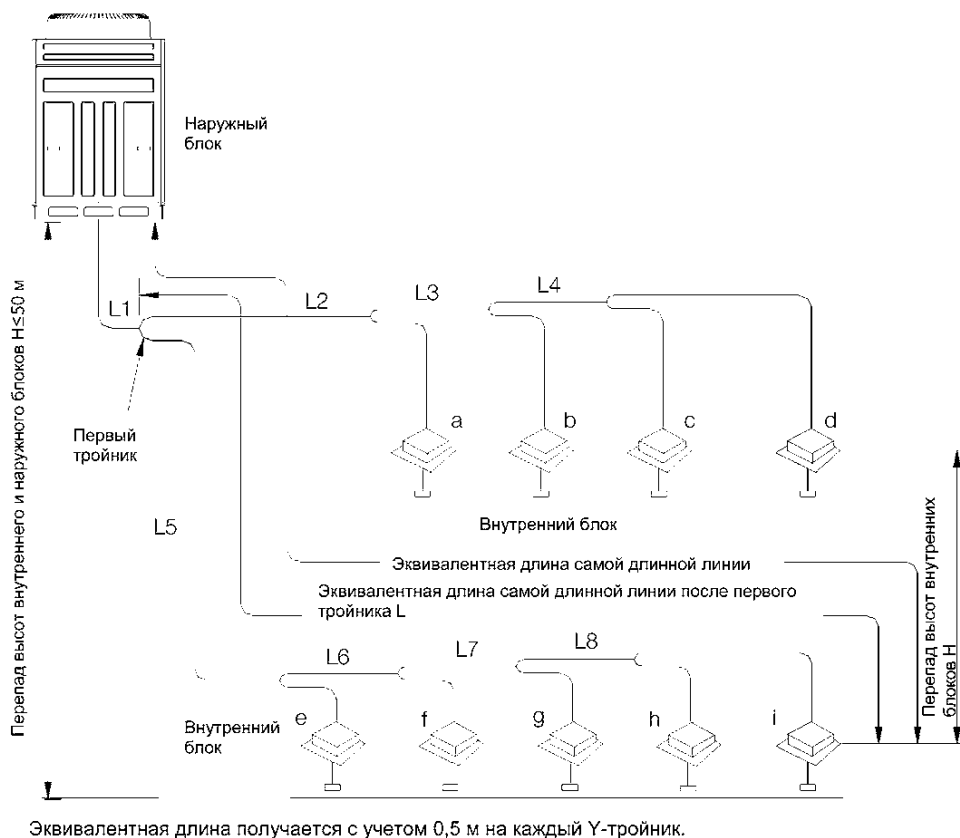 Наружный
блок
Перепад высот внутреннего и наружного блоков H≤50 м
L1
L2
L3
L4
Первый
тройник
a
b
c
d
L5
Внутренний блок
Эквивалентная длина самой длинной линии
Эквивалентная длина самой длинной линии после первого
тройника L
Перепад высот внутренних
блоков H
L6
L7
L8
Внутренний
блок
e
f
g
h
i
Эквивалентная длина получается с учетом 0,5 м на каждый Y-тройник.